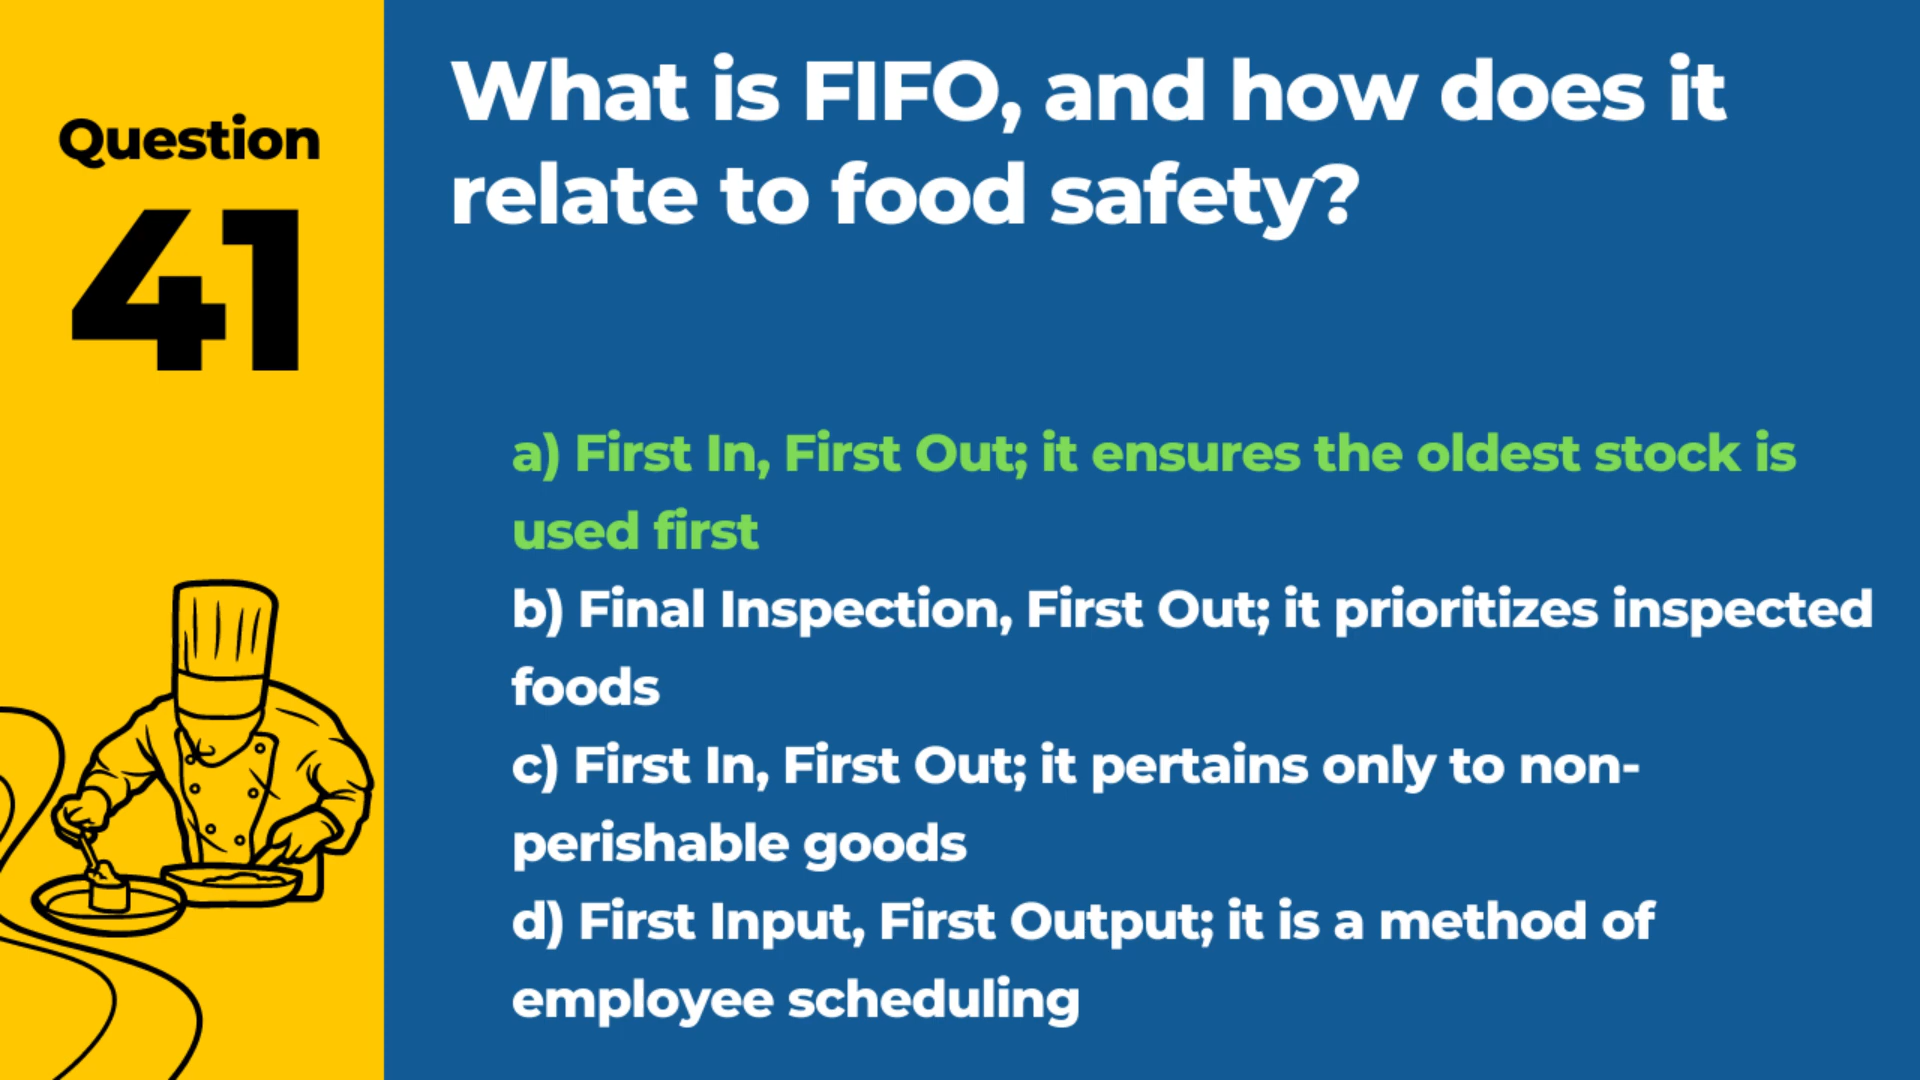 Question
41
What is FIFO, and how does it
relate to food safety?
a) First In, First Out; it ensures the oldest stock is
used first
b) Final Inspection, First Out; it prioritizes inspected
foods
c) First In, First Out; it pertains only to non-
perishable goods
d) First Input, First Output; it is a method of
employee scheduling